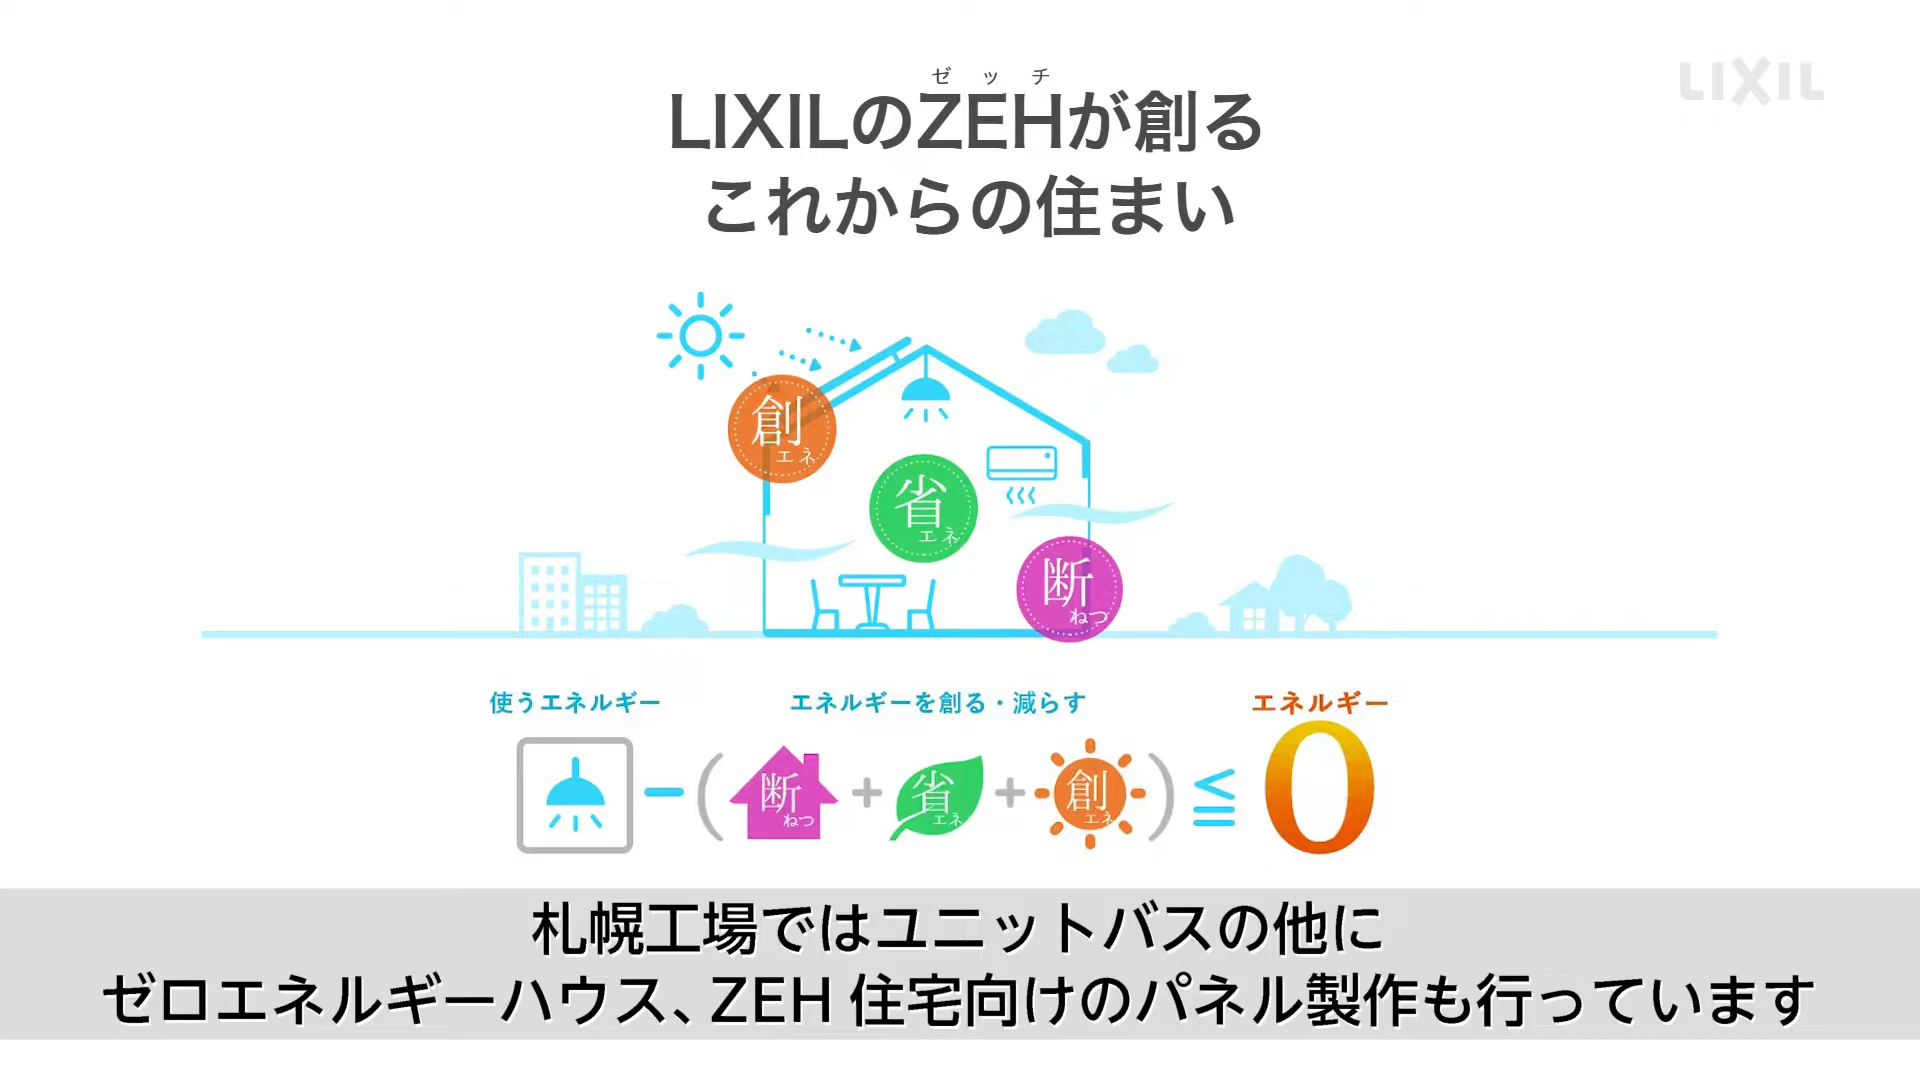 LIXIL
ゼッチ
LIXILのZEHが創る
これからの住まい
創エネ
省エネ
断ねつ
使うエネルギー
エネルギーを創る・減らす
エネルギー
−(断ねつ+省エネ+創エネ)≦0
札幌工場ではユニットバスの他に
ゼロエネルギーハウス、ZEH 住宅向けのパネル製作も行っています